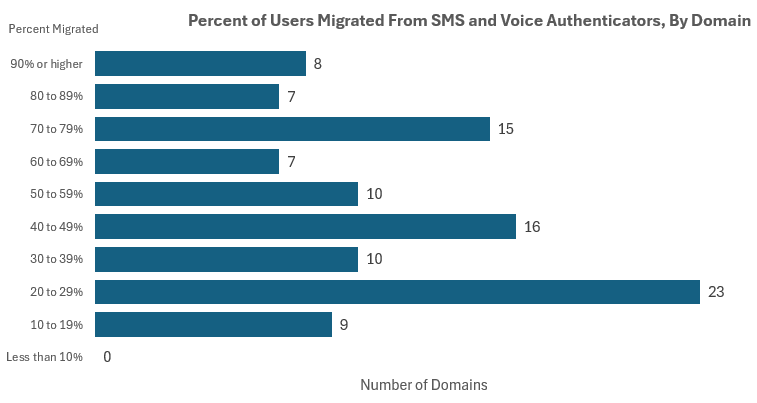 Percent of Users Migrated From SMS and Voice Authenticators, By Domain
Percent Migrated
90% or higher 8
80 to 89% 7
70 to 79% 15
60 to 69% 7
50 to 59% 10
40 to 49% 16
30 to 39% 10
20 to 29% 23
10 to 19% 9
Less than 10% 0
Number of Domains